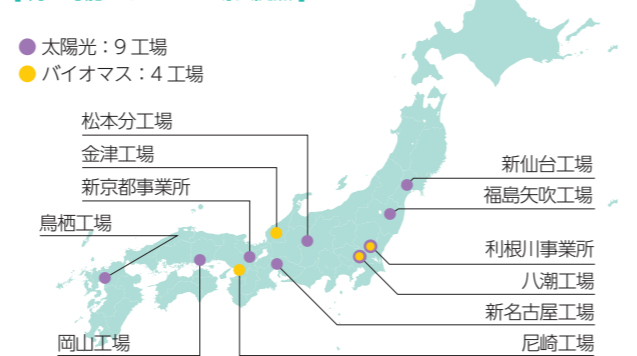 太陽光：9 工場
バイオマス：4 工場
松本分工場
金津工場
新京都事業所
鳥栖工場
岡山工場
新仙台工場
福島矢吹工場
利根川事業所
八潮工場
新名古屋工場
尼崎工場